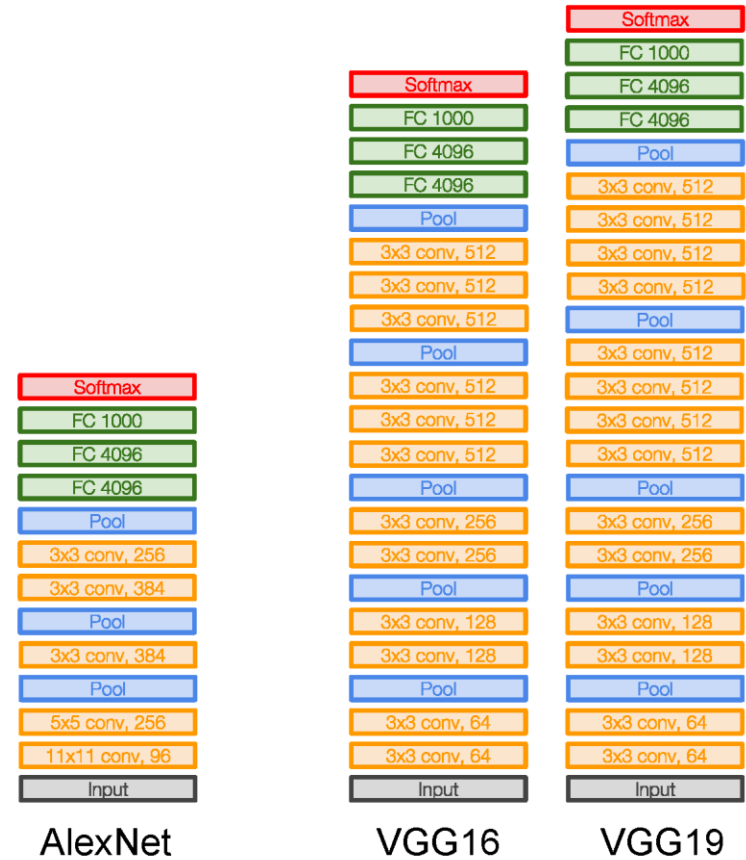 Softmax
FC 1000
FC 4096
FC 4096
Pool
3x3 conv, 256
3x3 conv, 384
Pool
3x3 conv, 384
Pool
5x5 conv, 256
11x11 conv, 96
Input
AlexNet
Softmax
FC 1000
FC 4096
FC 4096
Pool
3x3 conv, 512
3x3 conv, 512
3x3 conv, 512
Pool
3x3 conv, 512
3x3 conv, 512
3x3 conv, 512
Pool
3x3 conv, 256
3x3 conv, 256
Pool
3x3 conv, 128
3x3 conv, 128
Pool
3x3 conv, 64
3x3 conv, 64
Input
VGG16
Softmax
FC 1000
FC 4096
FC 4096
Pool
3x3 conv, 512
3x3 conv, 512
3x3 conv, 512
3x3 conv, 512
Pool
3x3 conv, 512
3x3 conv, 512
3x3 conv, 512
3x3 conv, 512
Pool
3x3 conv, 256
3x3 conv, 256
Pool
3x3 conv, 128
3x3 conv, 128
Pool
3x3 conv, 64
3x3 conv, 64
Input
VGG19